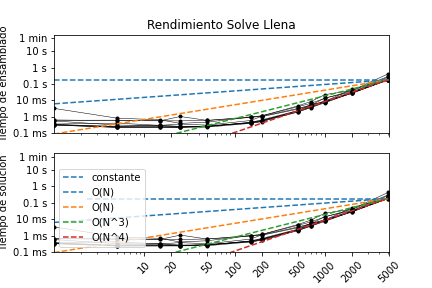 Rendimiento Solve Llena
Tiempo de ensamblado
1 min
10 s
1 s
10 ms
1 ms
0.1 ms
Tiempo de solución
1 min
10 s
1 s
0.1 s
10 ms
1 ms
0.1 ms
constante
O(N)
O(N)
O(N^3)
O(N^4)
10
20
50
100
200
500
1000
2000
5000